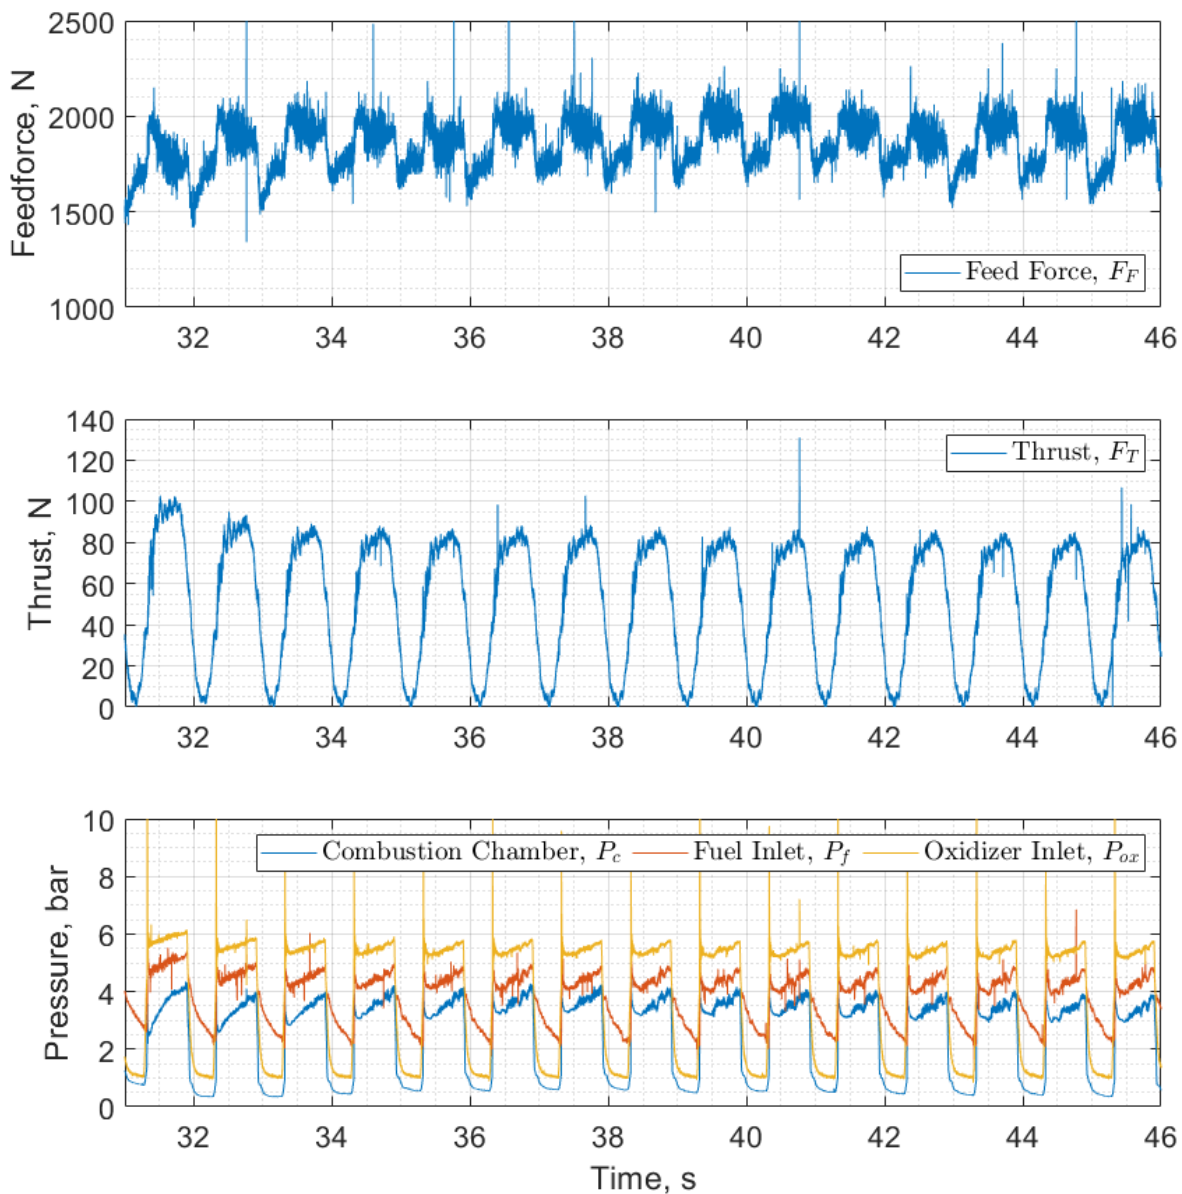 2500
2000
1500
1000
Feedforce, N
Feed Force, F_F
32 34 36 38 40 42 44 46
140
120
100
80
60
40
20
0
Thrust, N
Thrust, F_T
32 34 36 38 40 42 44 46
10
8
6
4
2
0
Pressure, bar
Combustion Chamber, P_c Fuel Inlet, P_f Oxidizer Inlet, P_ox
32 34 36 38 40 42 44 46
Time, s